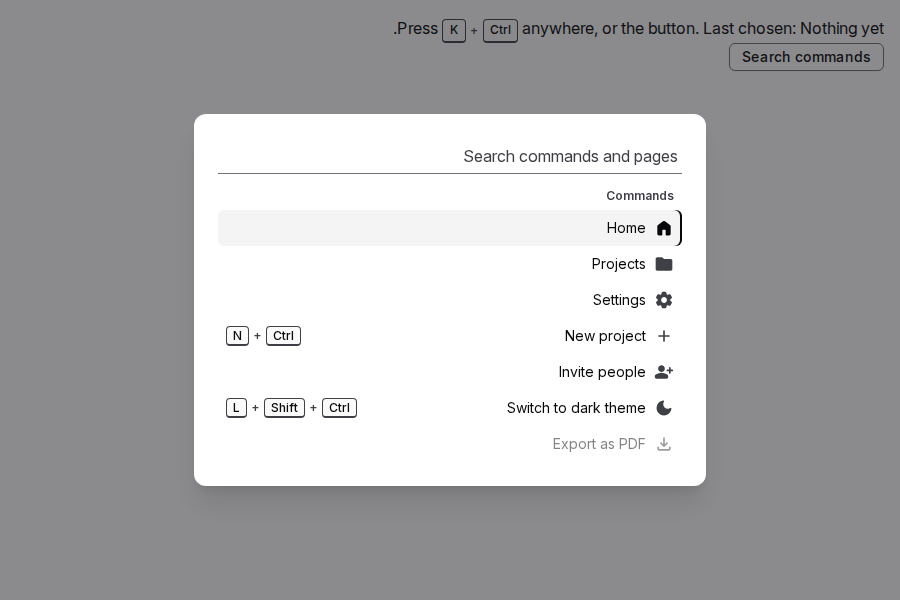 .Press K + Ctrl anywhere, or the button. Last chosen: Nothing yet
Search commands
Search commands and pages
Commands
Home
Projects
Settings
New project N + Ctrl
Invite people
Switch to dark theme L + Shift + Ctrl
Export as PDF